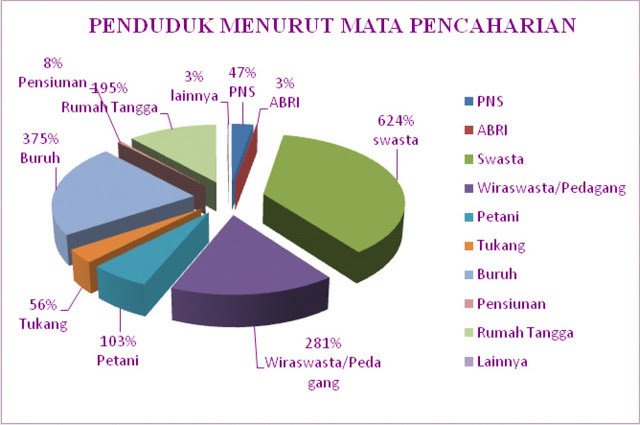 PENDUDUK MENURUT MATA PENCAHARIAN
8%
Pensiunan
195%
Rumah Tangga
3%
lainnya
47%
PNS
3%
ABRI
624%
swasta
375%
Buruh
56%
Tukang
103%
Petani
281%
Wiraswasta/Peda
gang
PNS
ABRI
Swasta
Wiraswasta/Pedagang
Petani
Tukang
Buruh
Pensiunan
Rumah Tangga
Lainnya